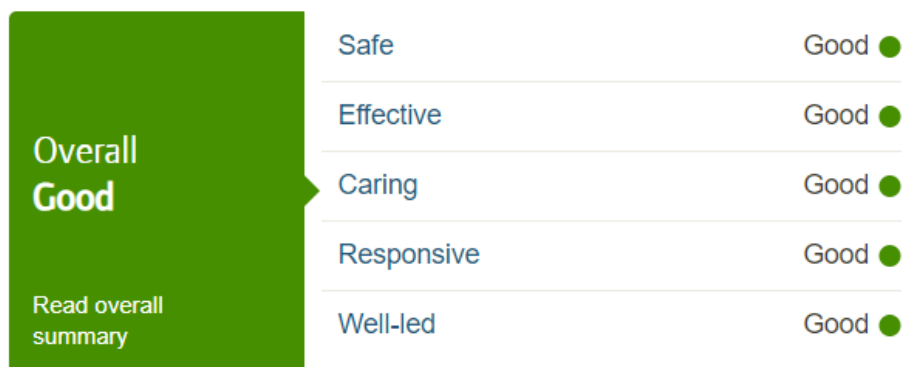 Overall
Good
Read overall
summary
Safe Good
Effective Good
Caring Good
Responsive Good
Well-led Good